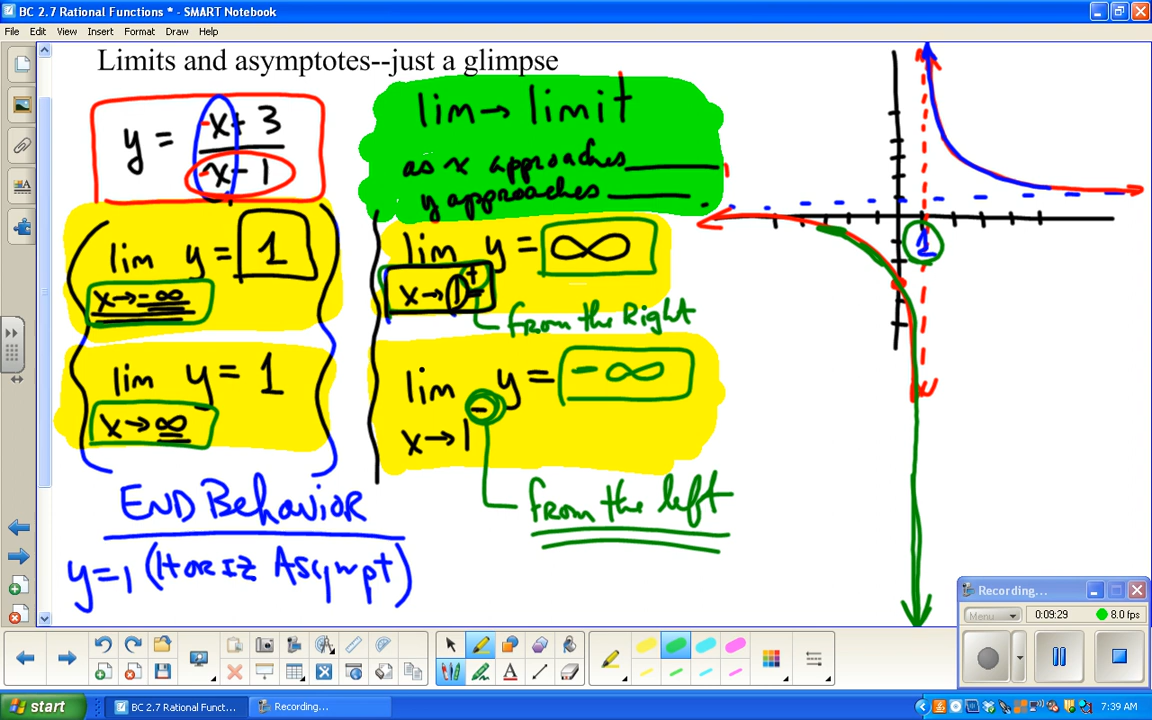 BC 2.7 Rational Functions * - SMART Notebook
File Edit View Insert Format Draw Help
Limits and asymptotes--just a glimpse
y = x + 3 / x - 1
lim → limit
as x approaches ____
y approaches ____
lim y = 1
x → -∞
lim y = 1
x → ∞
END Behavior
y=1 (Horiz Asympt)
lim y = ∞
x → 1+
from the Right
lim y = -∞
x → 1-
from the left
1
Recording...
Menu
0:09:29
8.0 fps
start
BC 2.7 Rational Funct...
Recording...
7:39 AM